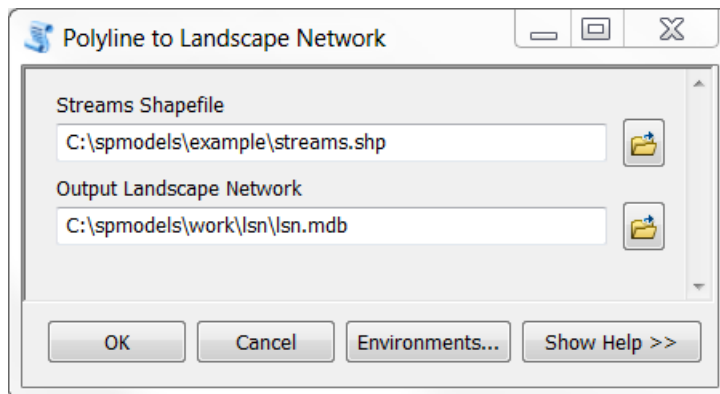 Polyline to Landscape Network
Streams Shapefile
C:\spmodels\example\streams.shp
Output Landscape Network
C:\spmodels\work\lsn\lsn.mdb
OK Cancel Environments... Show Help >>